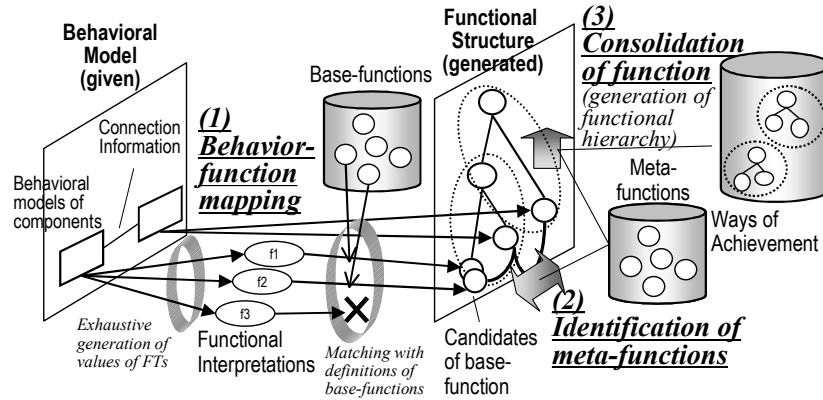 Behavioral
Model
(given)
Connection
Information
Behavioral
models of
components
(1)
Behavior-
function
mapping
Base-functions
Functional
Structure
(generated)
(3)
Consolidation
of function
(generation of
functional
hierarchy)
Meta-
functions
Ways of
Achievement
f1
f2
f3
Exhaustive
generation of
values of FTs
Functional
Interpretations
Matching with
definitions of
base-functions
Candidates
of base-
function
(2)
Identification of
meta-functions